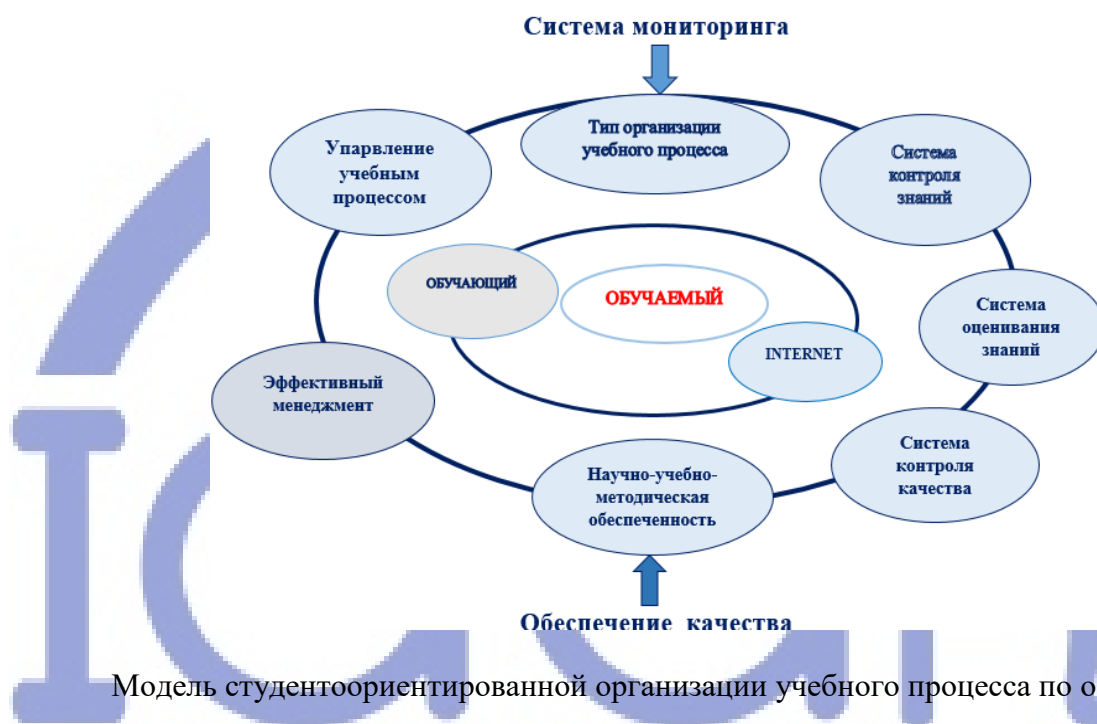 Система мониторинга
Тип организации
учебного процесса
Упарвление
учебным
процессом
Система
контроля
знаний
ОБУЧАЮЩИЙ
ОБУЧАЕМЫЙ
INTERNET
Система
оценивания
знаний
Эффективный
менеджмент
Система
контроля
качества
Научно-учебно-
методическая
обеспеченность
Обеспечение качества
Модель студентоориентированной организации учебного процесса по о